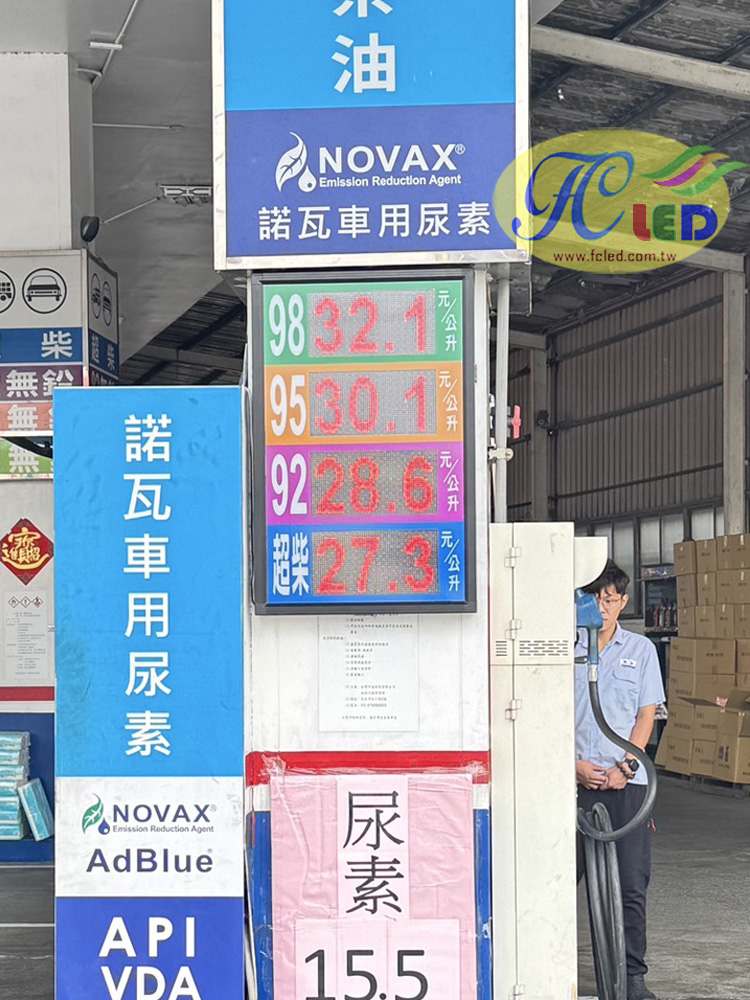 油
NOVAX®
Emission Reduction Agent
諾瓦車用尿素
FC LED
www.fcled.com.tw
98 32.1 元/公升
95 30.1 元/公升
92 28.6 元/公升
超柴 27.3 元/公升
柴
超
無鉛
無
無
諾瓦車用尿素
NOVAX®
Emission Reduction Agent
AdBlue®
API
VDA
尿素
15.5